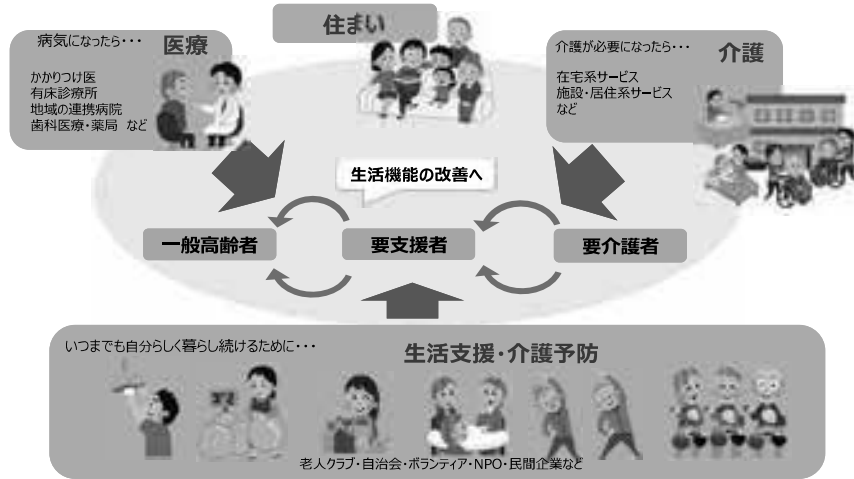 住まい
病気になったら・・・
医療
かかりつけ医
有床診療所
地域の連携病院
歯科医療・薬局 など
介護が必要になったら・・・
介護
在宅系サービス
施設・居住系サービス
など
生活機能の改善へ
一般高齢者
要支援者
要介護者
いつまでも自分らしく暮らし続けるために・・・
生活支援・介護予防
老人クラブ・自治会・ボランティア・NPO・民間企業など